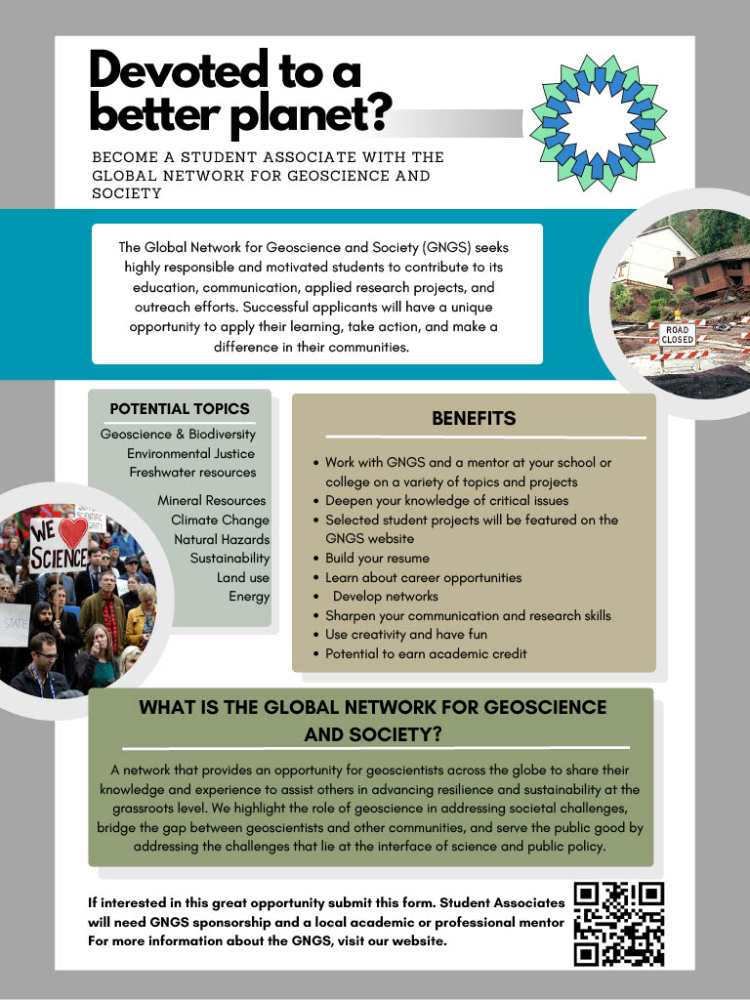 Devoted to a
better planet?
BECOME A STUDENT ASSOCIATE WITH THE
GLOBAL NETWORK FOR GEOSCIENCE AND
SOCIETY
The Global Network for Geoscience and Society (GNGS) seeks
highly responsible and motivated students to contribute to its
education, communication, applied research projects, and
outreach efforts. Successful applicants will have a unique
opportunity to apply their learning, take action, and make a
difference in their communities.
ROAD
CLOSED
POTENTIAL TOPICS
Geoscience & Biodiversity
Environmental Justice
Freshwater resources
Mineral Resources
Climate Change
Natural Hazards
Sustainability
Land use
Energy
WE
SCIENCE
STATE
BENEFITS
• Work with GNGS and a mentor at your school or
college on a variety of topics and projects
• Deepen your knowledge of critical issues
• Selected student projects will be featured on the
GNGS website
• Build your resume
• Learn about career opportunities
• Develop networks
• Sharpen your communication and research skills
• Use creativity and have fun
• Potential to earn academic credit
WHAT IS THE GLOBAL NETWORK FOR GEOSCIENCE
AND SOCIETY?
A network that provides an opportunity for geoscientists across the globe to share their
knowledge and experience to assist others in advancing resilience and sustainability at the
grassroots level. We highlight the role of geoscience in addressing societal challenges,
bridge the gap between geoscientists and other communities, and serve the public good by
addressing the challenges that lie at the interface of science and public policy.
If interested in this great opportunity submit this form. Student Associates
will need GNGS sponsorship and a local academic or professional mentor
For more information about the GNGS, visit our website.